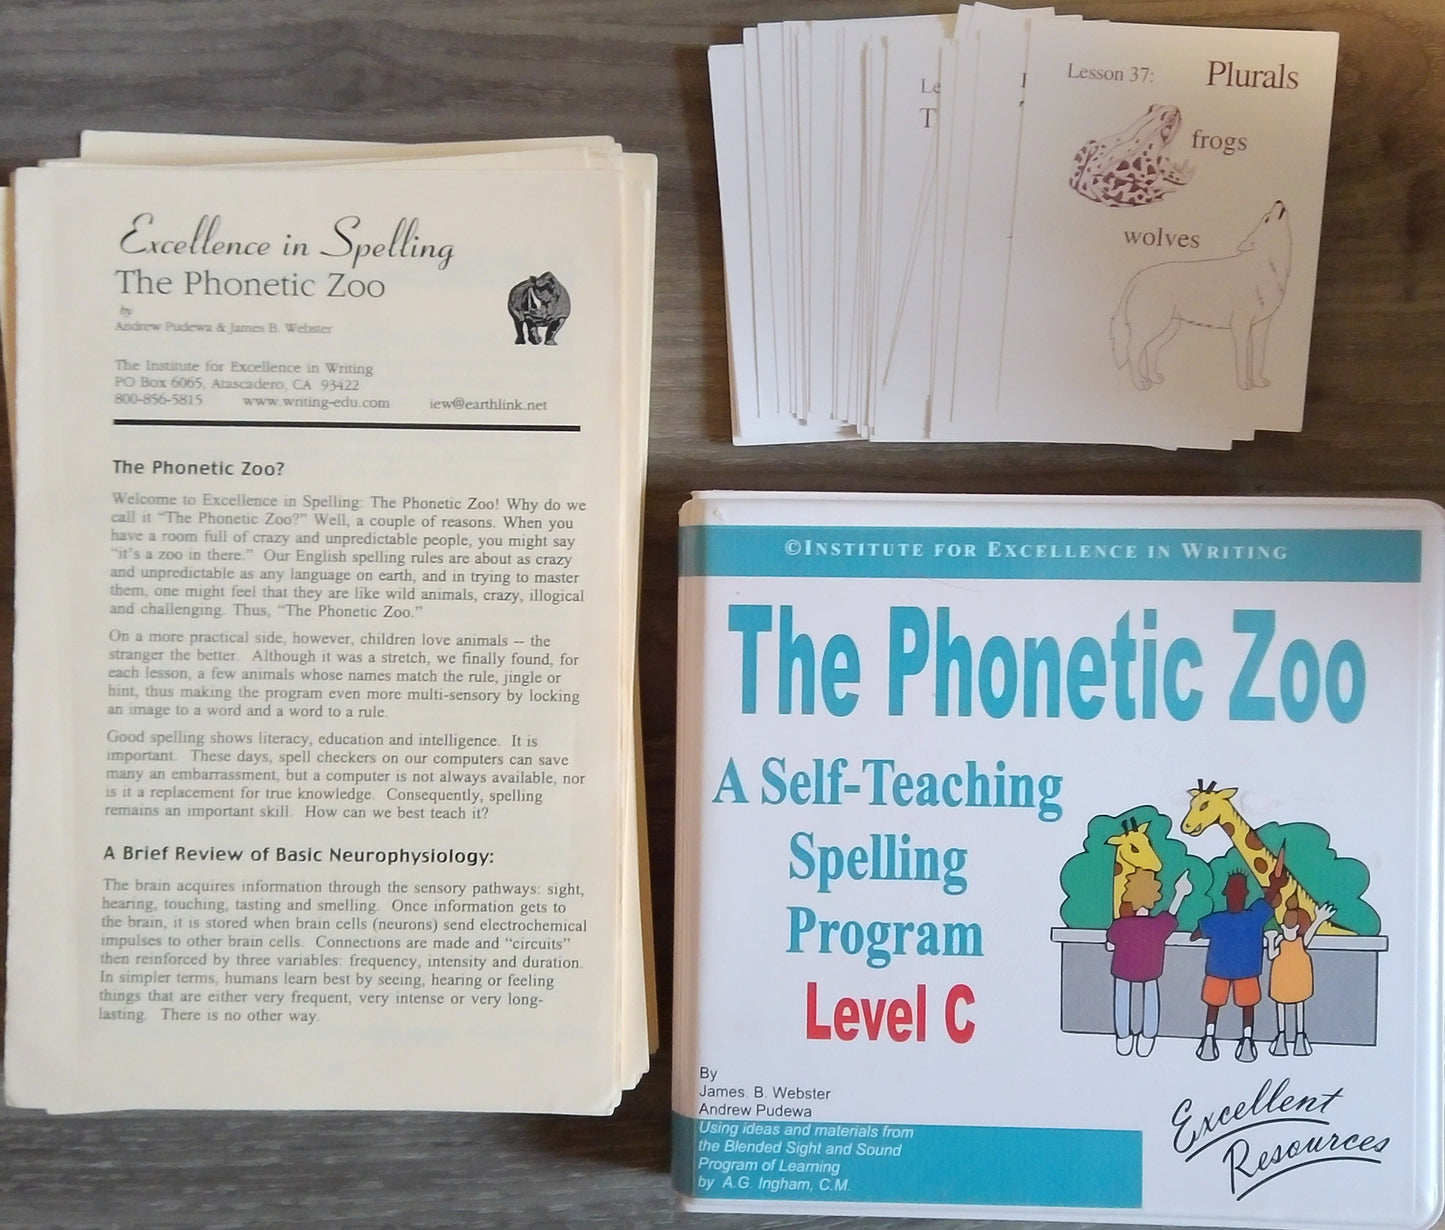 Excellence in Spelling
The Phonetic Zoo
by
Andrew Pudewa & James B. Webster
The Institute for Excellence in Writing
PO Box 6065, Atascadero, CA 93422
800-856-5815 www.writing-edu.com iew@earthlink.net
The Phonetic Zoo?
Welcome to Excellence in Spelling: The Phonetic Zoo! Why do we
call it "The Phonetic Zoo?" Well, a couple of reasons. When you
have a room full of crazy and unpredictable people, you might say
"it's a zoo in there." Our English spelling rules are about as crazy
and unpredictable as any language on earth, and in trying to master
them, one might feel that they are like wild animals, crazy, illogical
and challenging. Thus, "The Phonetic Zoo."
On a more practical side, however, children love animals -- the
stranger the better. Although it was a stretch, we finally found, for
each lesson, a few animals whose names match the rule, jingle or
hint, thus making the program even more multi-sensory by locking
an image to a word and a word to a rule.
Good spelling shows literacy, education and intelligence. It is
important. These days, spell checkers on our computers can save
many an embarrassment, but a computer is not always available, nor
is it a replacement for true knowledge. Consequently, spelling
remains an important skill. How can we best teach it?
A Brief Review of Basic Neurophysiology:
The brain acquires information through the sensory pathways: sight,
hearing, touching, tasting and smelling. Once information gets to
the brain, it is stored when brain cells (neurons) send electrochemical
impulses to other brain cells. Connections are made and "circuits"
then reinforced by three variables: frequency, intensity and duration.
In simpler terms, humans learn best by seeing, hearing or feeling
things that are either very frequent, very intense or very long-
lasting. There is no other way.
Le
T
Lesson 37: Plurals
frogs
wolves
©INSTITUTE FOR EXCELLENCE IN WRITING
The Phonetic Zoo
A Self-Teaching
Spelling
Program
Level C
By
James. B. Webster
Andrew Pudewa
Using ideas and materials from
the Blended Sight and Sound
Program of Learning
by A.G. Ingham, C.M.
Excellent
Resources